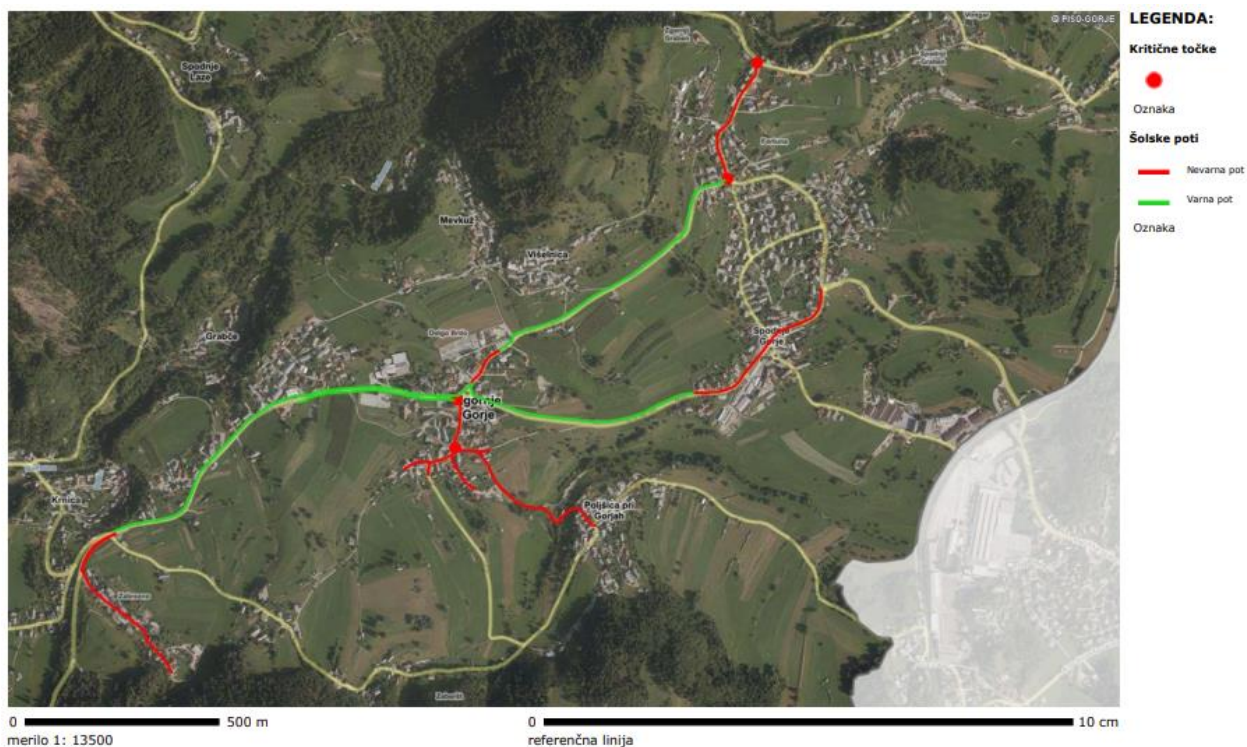 © PISO-GORJE
LEGENDA:
Kritične točke
Oznaka
Šolske poti
Nevarna pot
Varna pot
Oznaka
Spodnje
Laze
Mevkuž
Višelnica
Grabče
Spodnje
Gorje
gornje
Gorje
Krnica
Poljšica pri
Gorjah
0 500 m
merilo 1: 13500
0 10 cm
referenčna linija